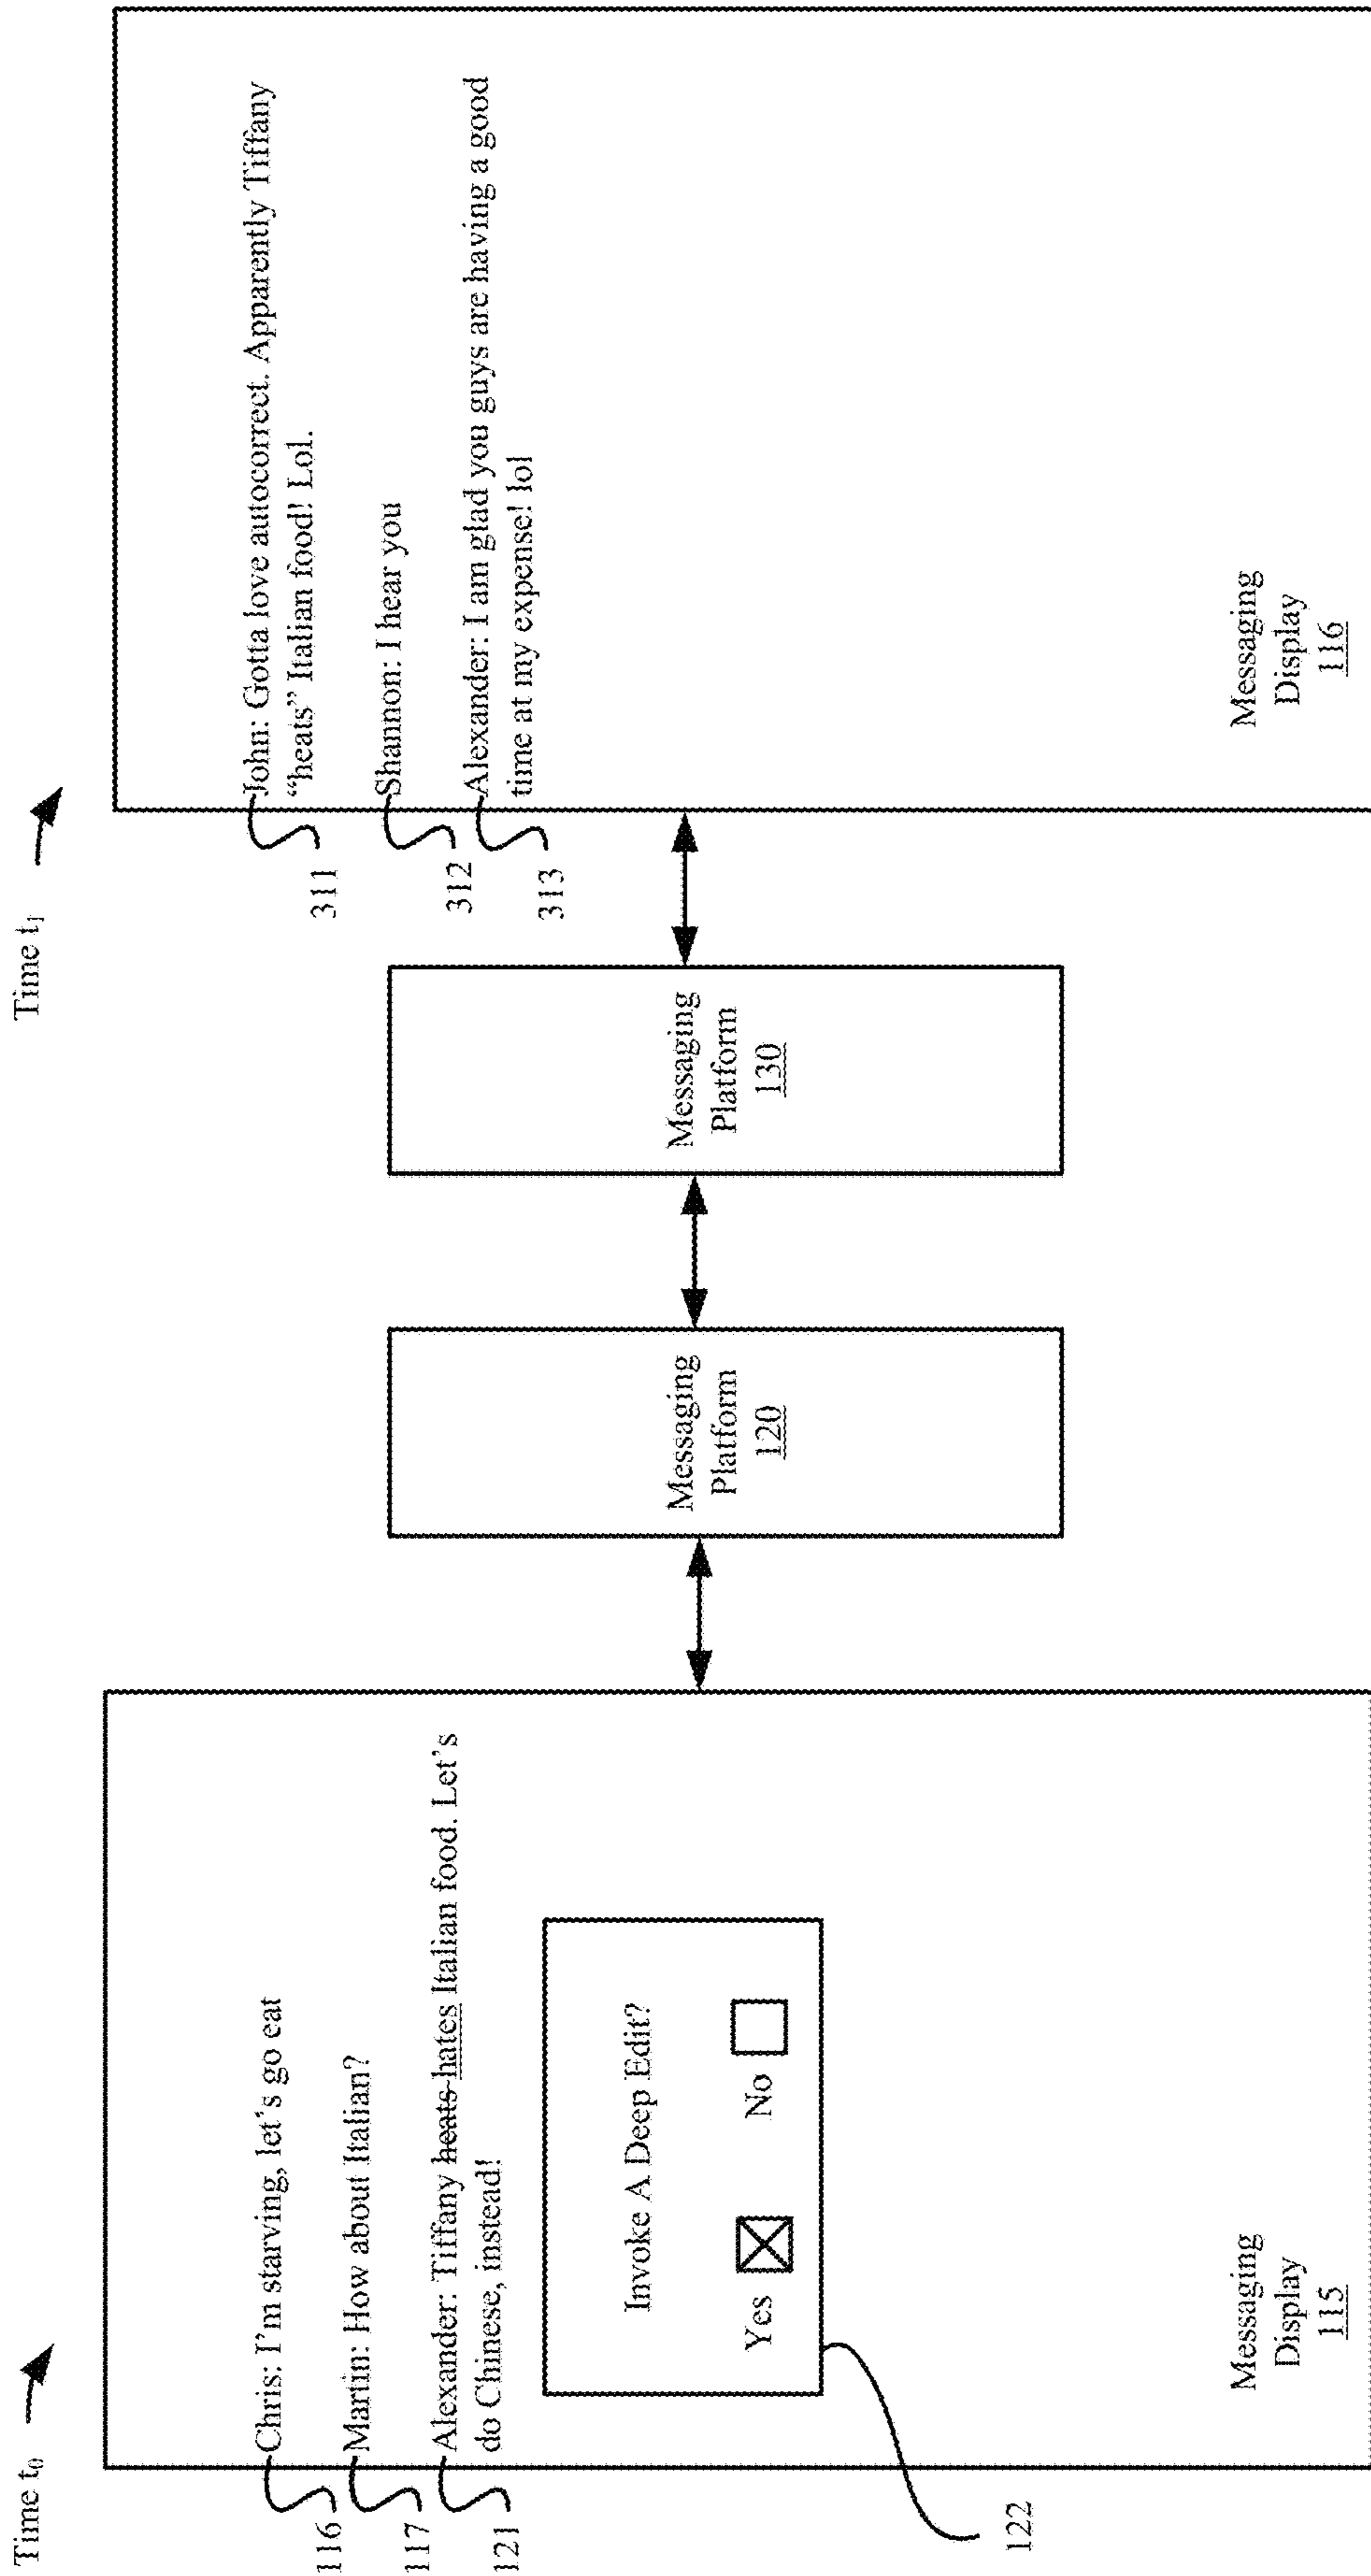 Time t0
Chris: I'm starving, let's go eat
116
Martin: How about Italian?
117
Alexander: Tiffany heats hates Italian food. Let's
do Chinese, instead!
121
Invoke A Deep Edit?
Yes No
122
Messaging
Display
115
Messaging
Platform
120
Messaging
Platform
130
Time t1
John: Gotta love autocorrect. Apparently Tiffany
“heats” Italian food! Lol.
311
Shannon: I hear you
312
Alexander: I am glad you guys are having a good
time at my expense! lol
313
Messaging
Display
116